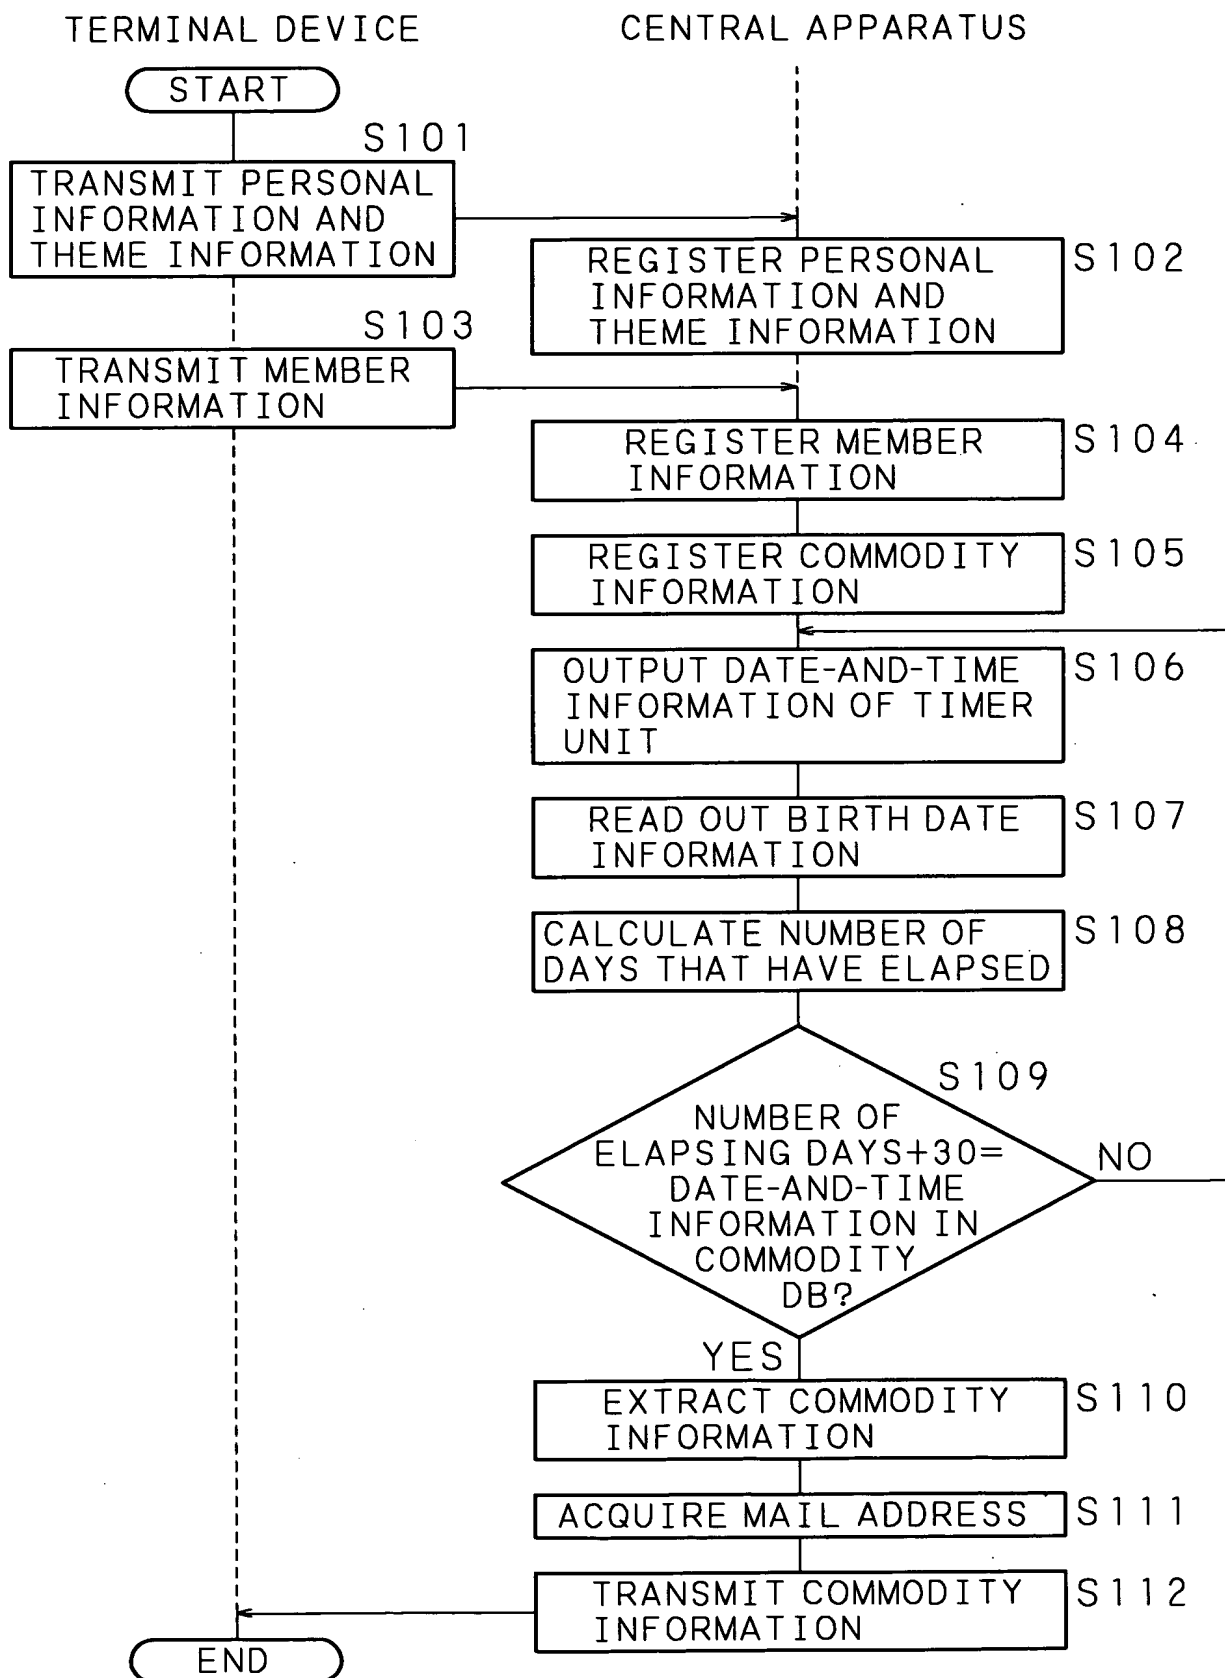 TERMINAL DEVICE
CENTRAL APPARATUS
START
S101
TRANSMIT PERSONAL
INFORMATION AND
THEME INFORMATION
REGISTER PERSONAL
INFORMATION AND
THEME INFORMATION
S102
S103
TRANSMIT MEMBER
INFORMATION
REGISTER MEMBER
INFORMATION
S104
REGISTER COMMODITY
INFORMATION
S105
OUTPUT DATE-AND-TIME
INFORMATION OF TIMER
UNIT
S106
READ OUT BIRTH DATE
INFORMATION
S107
CALCULATE NUMBER OF
DAYS THAT HAVE ELAPSED
S108
S109
NUMBER OF
ELAPSING DAYS+30=
DATE-AND-TIME
INFORMATION IN
COMMODITY
DB?
NO
YES
EXTRACT COMMODITY
INFORMATION
S110
ACQUIRE MAIL ADDRESS
S111
TRANSMIT COMMODITY
INFORMATION
S112
END